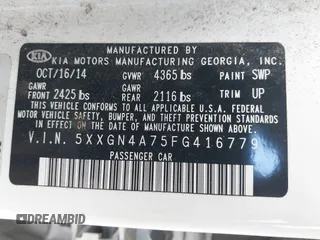 MANUFACTURED BY
KIA KIA MOTORS MANUFACTURING GEORGIA, INC.
OCT/16/14 GVWR 4365 lbs PAINT SWP
GAWR FRONT 2425 lbs GAWR REAR 2116 lbs TRIM UP
THIS VEHICLE CONFORMS TO ALL APPLICABLE U.S.A. FEDERAL MOTOR
VEHICLE SAFETY, BUMPER, AND THEFT PREVENTION STANDARDS IN
EFFECT ON THE DATE OF MANUFACTURE SHOWN ABOVE.
V.I.N. 5XXGN4A75FG416779
PASSENGER CAR
DREAMBID